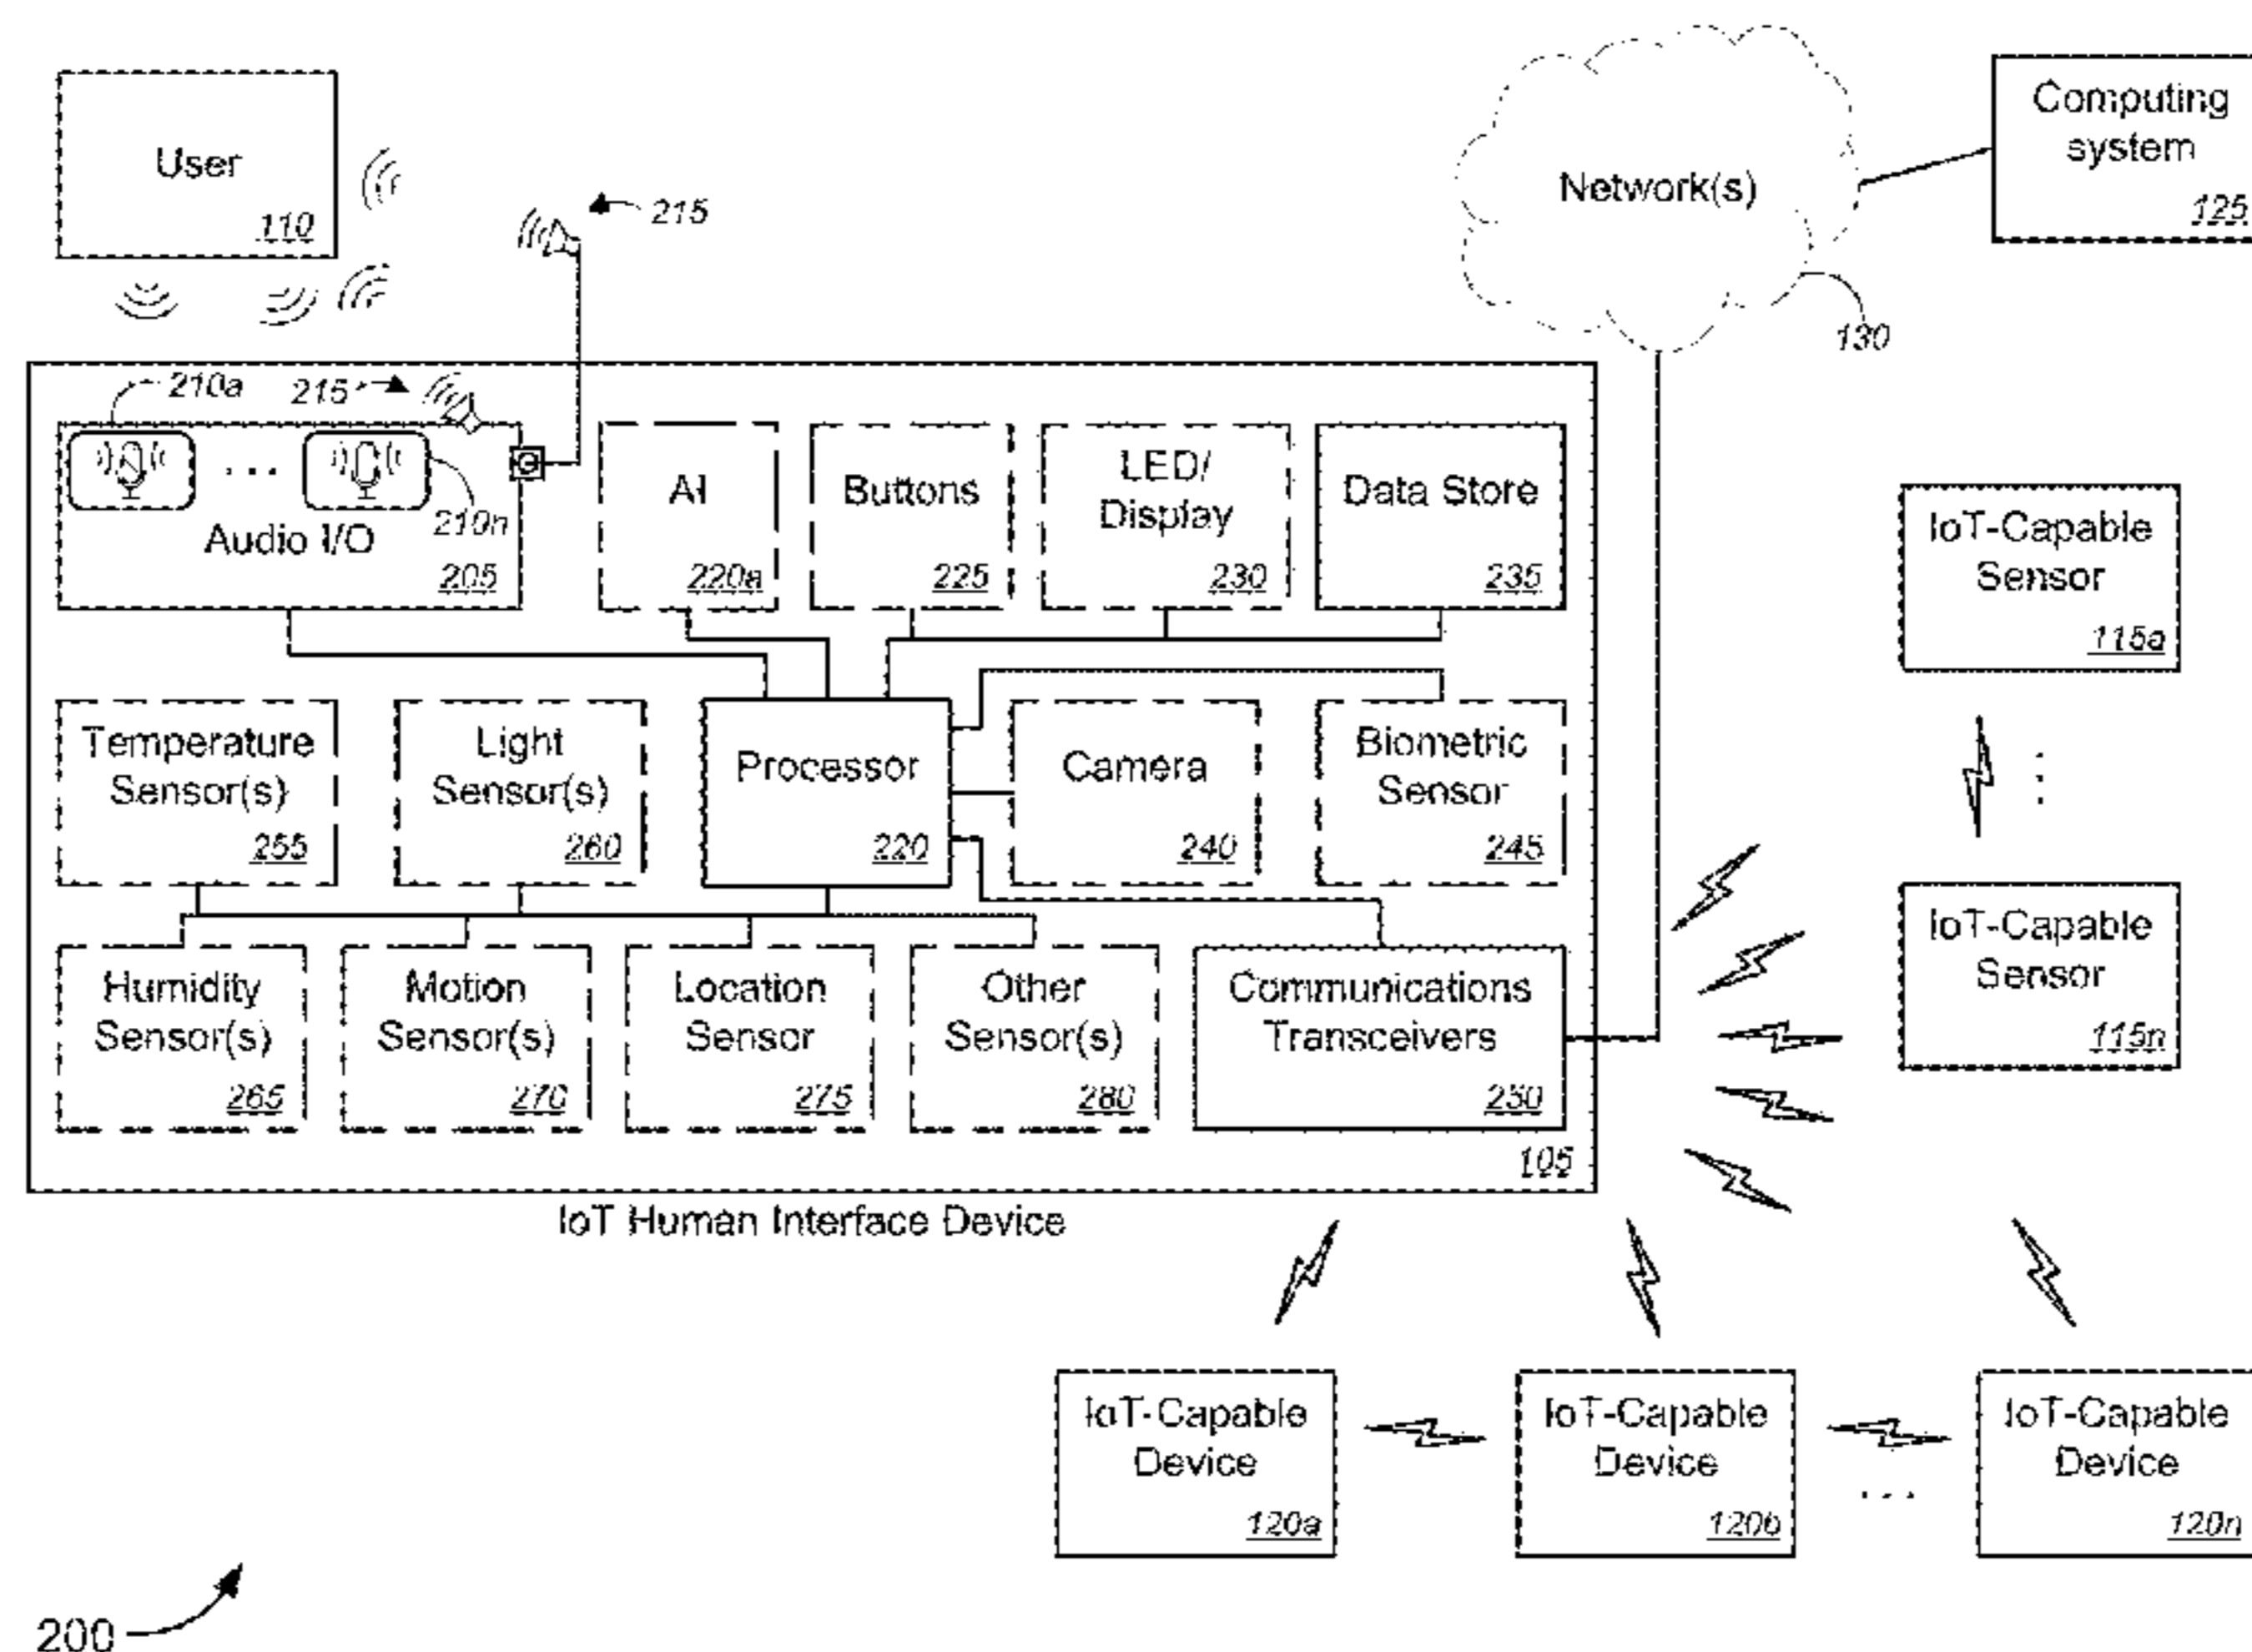 User
110
215
Network(s)
130
Computing
system
125
210a
215
210n
Audio I/O
205
AI
220a
Buttons
225
LED/
Display
230
Data Store
235
IoT-Capable
Sensor
115a
Temperature
Sensor(s)
255
Light
Sensor(s)
260
Processor
220
Camera
240
Biometric
Sensor
245
IoT-Capable
Sensor
115n
Humidity
Sensor(s)
265
Motion
Sensor(s)
270
Location
Sensor
275
Other
Sensor(s)
280
Communications
Transceivers
250
105
IoT Human Interface Device
IoT-Capable
Device
120a
IoT-Capable
Device
120b
IoT-Capable
Device
120n
200